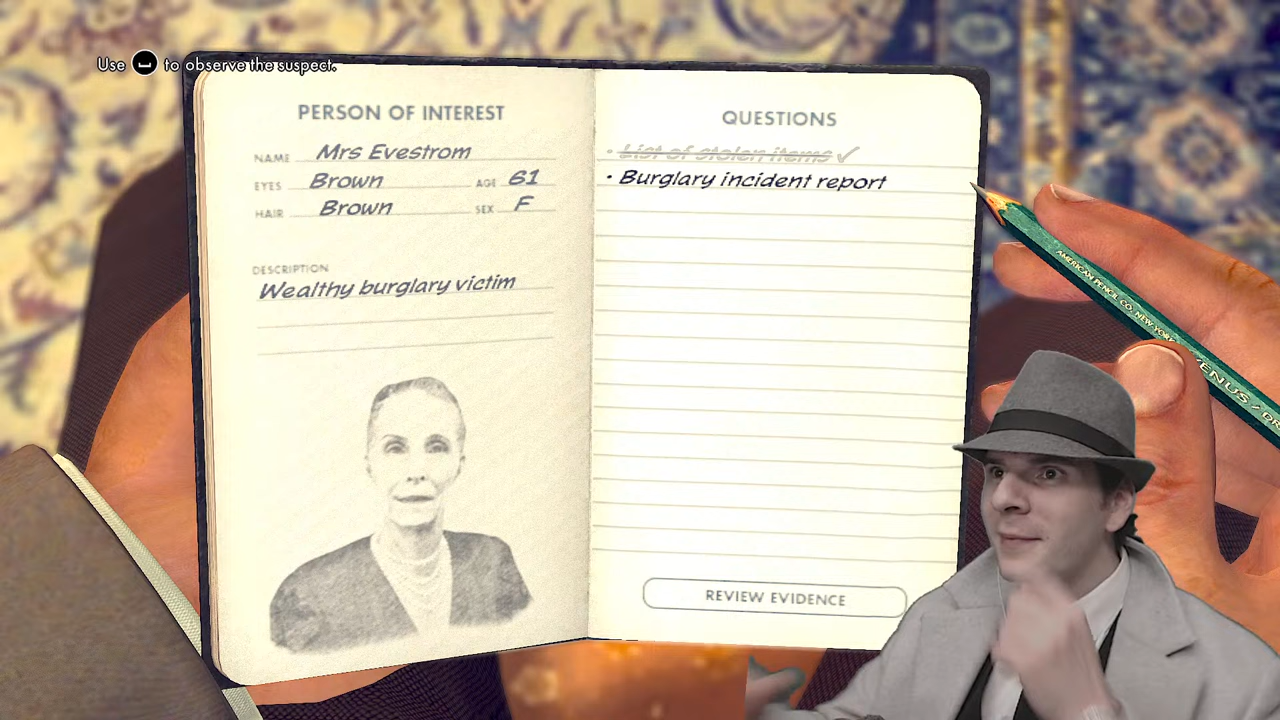 Use to observe the suspect.
PERSON OF INTEREST
NAME Mrs Evestrom
EYES Brown AGE 61
HAIR Brown SEX F
DESCRIPTION
Wealthy burglary victim
QUESTIONS
• List of stolen items ✓
• Burglary incident report
REVIEW EVIDENCE
AMERICAN PENCIL CO. NEW YORK
VENUS